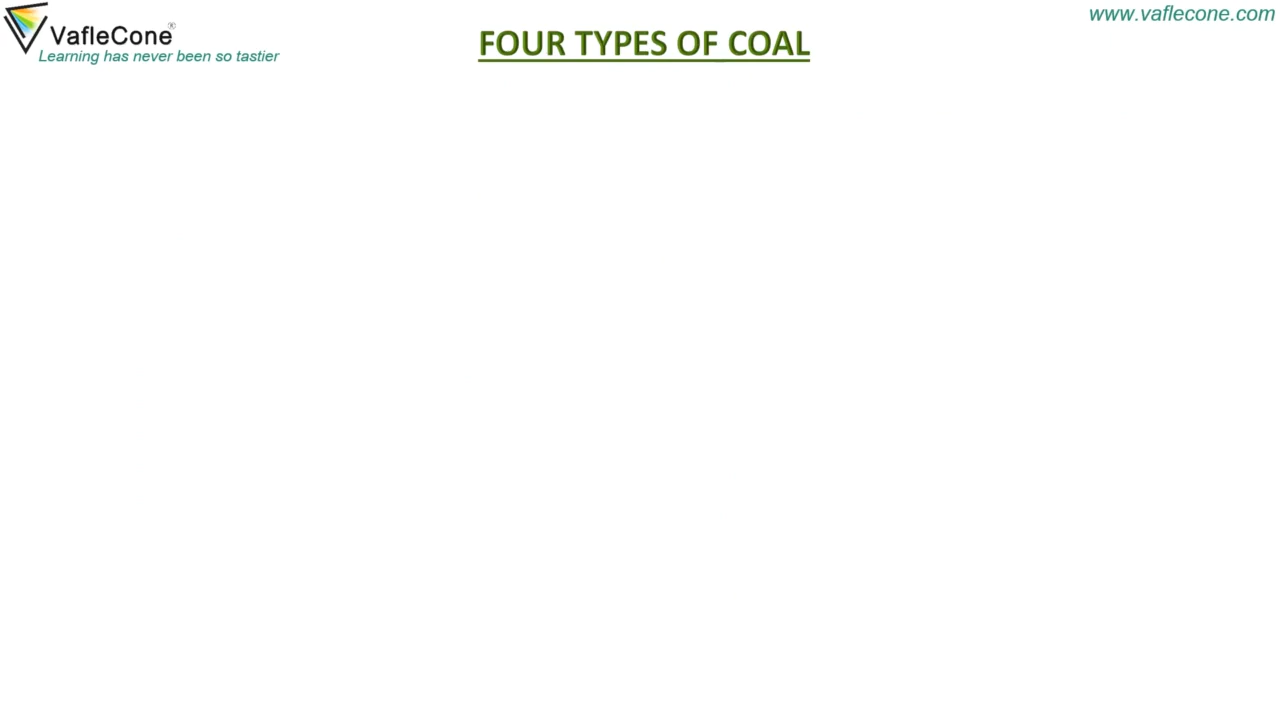 VafleCone®
Learning has never been so tastier
FOUR TYPES OF COAL
www.vaflecone.com